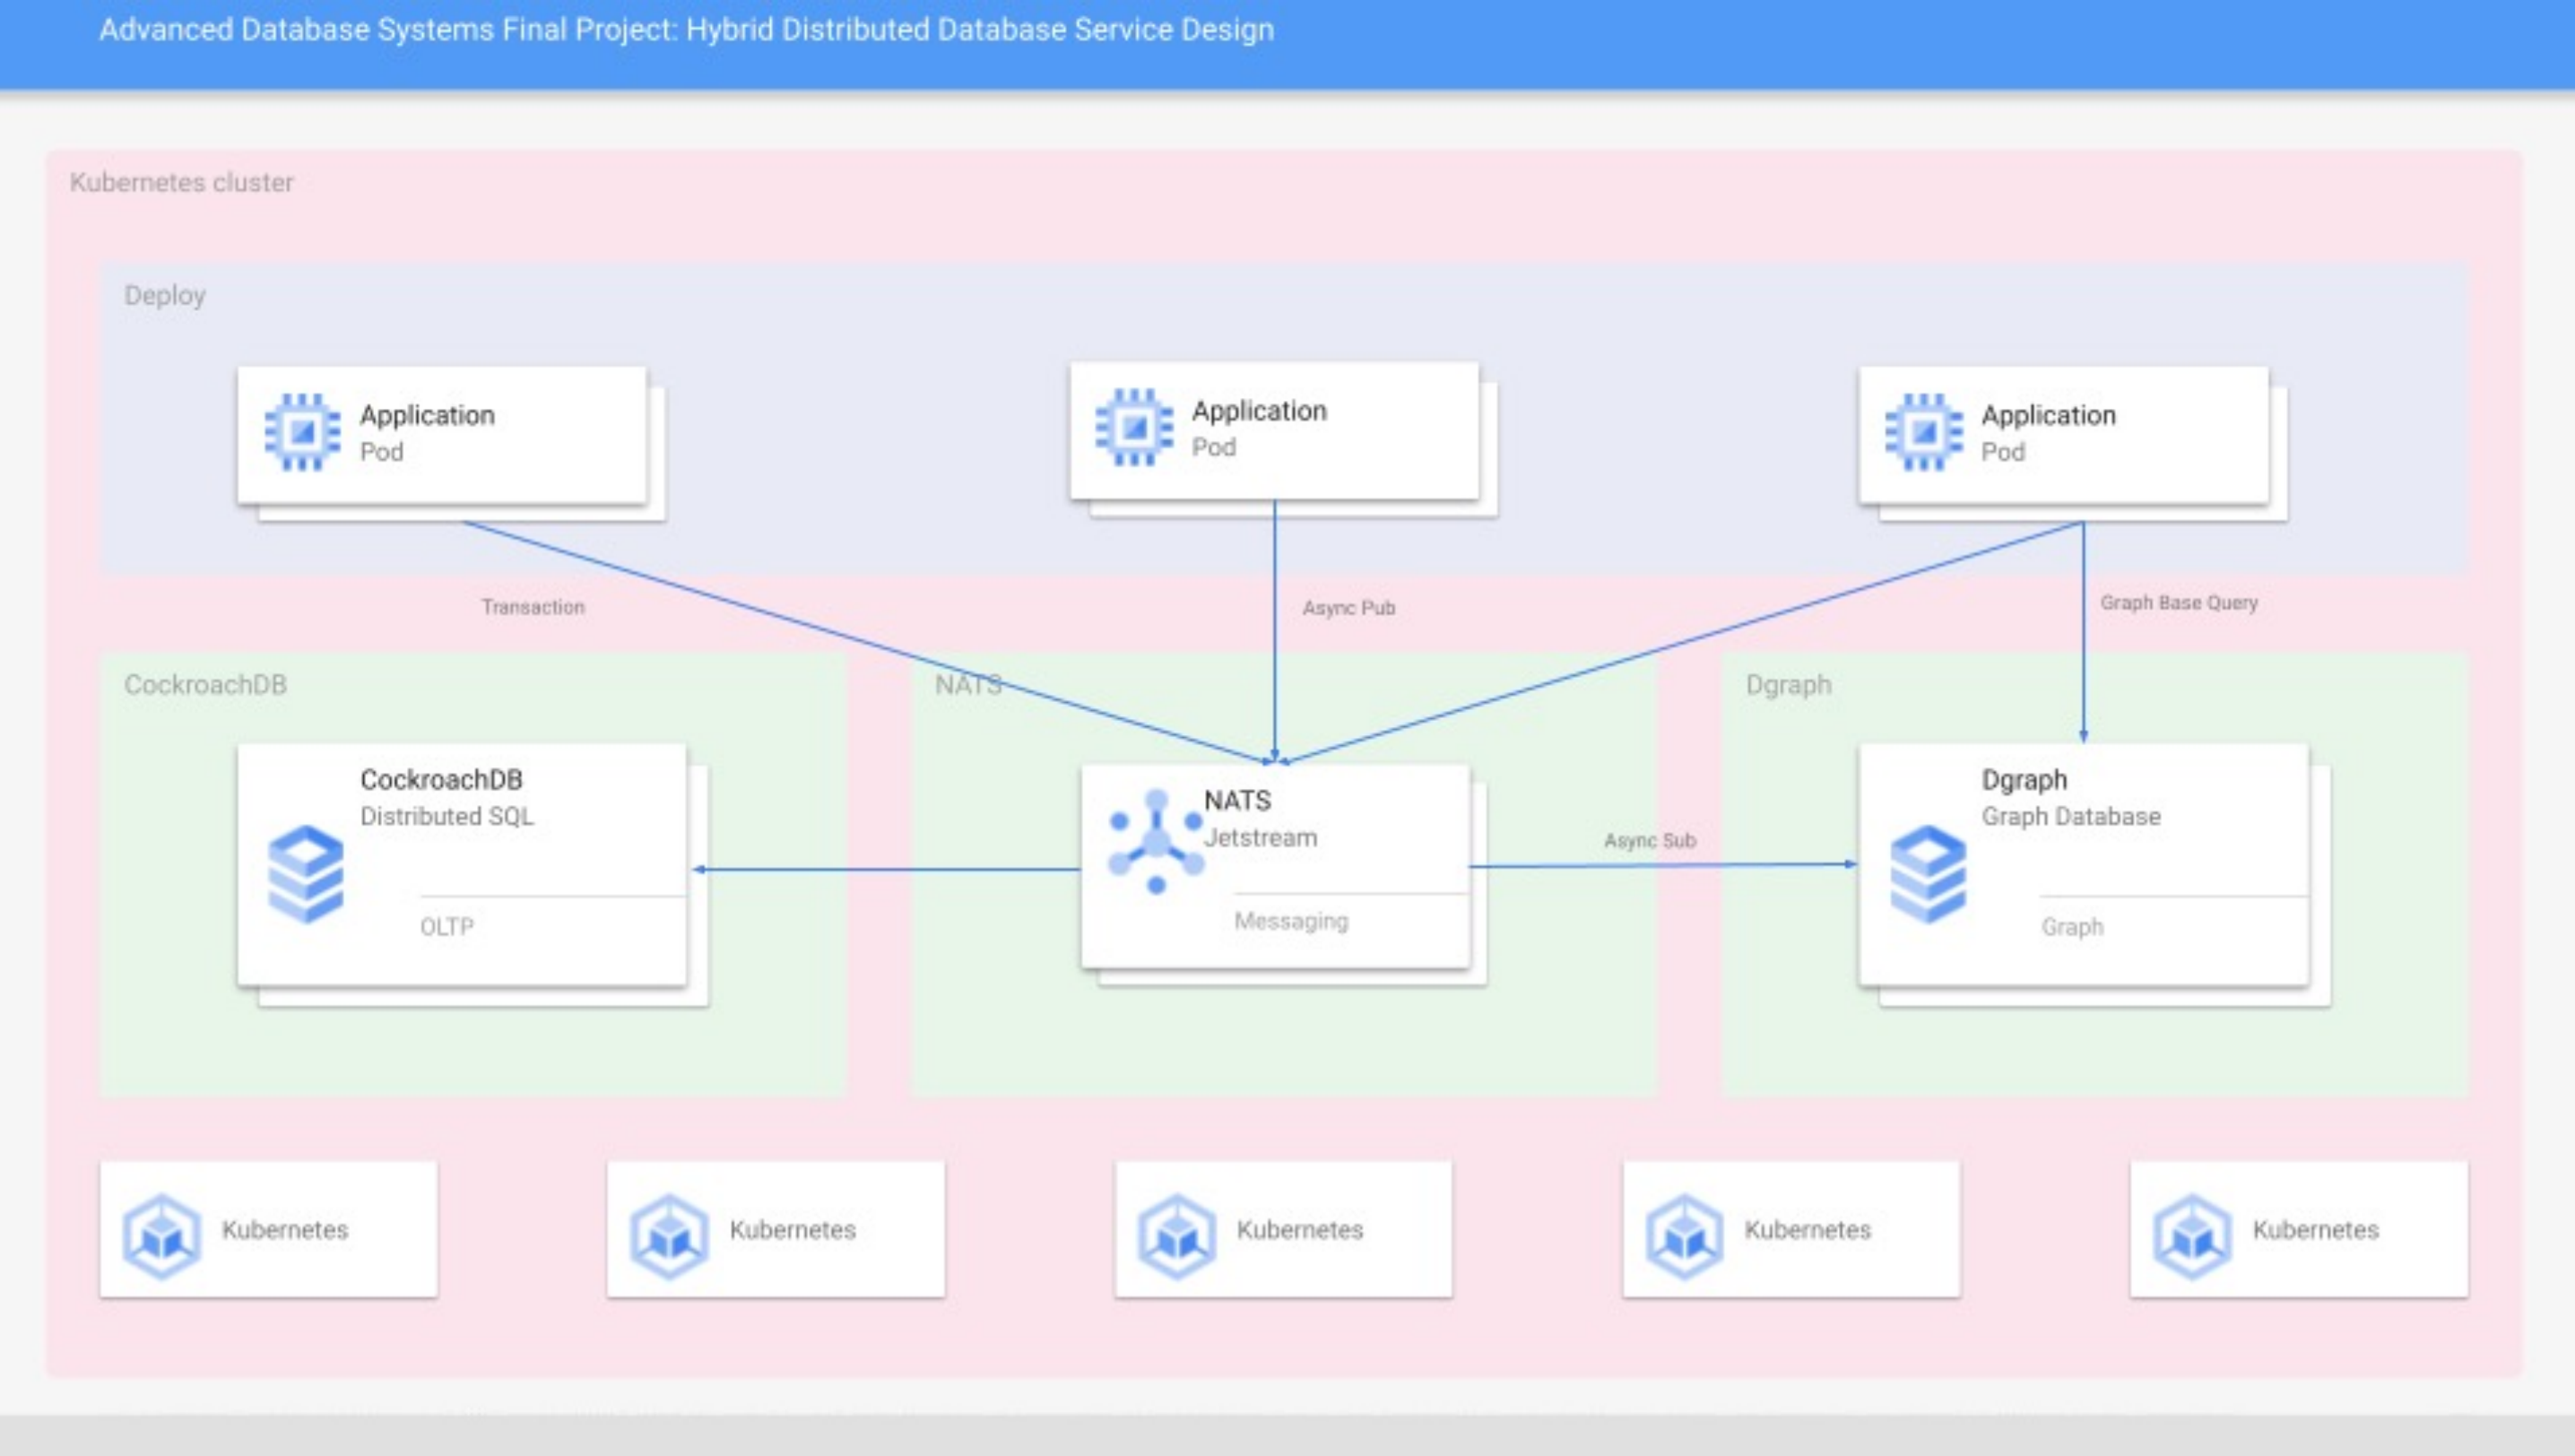 Advanced Database Systems Final Project: Hybrid Distributed Database Service Design
Kubernetes cluster
Deploy
Application
Pod
Application
Pod
Application
Pod
Transaction
Async Pub
Graph Base Query
CockroachDB
NATS
Dgraph
CockroachDB
Distributed SQL
OLTP
NATS
Jetstream
Messaging
Async Sub
Dgraph
Graph Database
Graph
Kubernetes
Kubernetes
Kubernetes
Kubernetes
Kubernetes